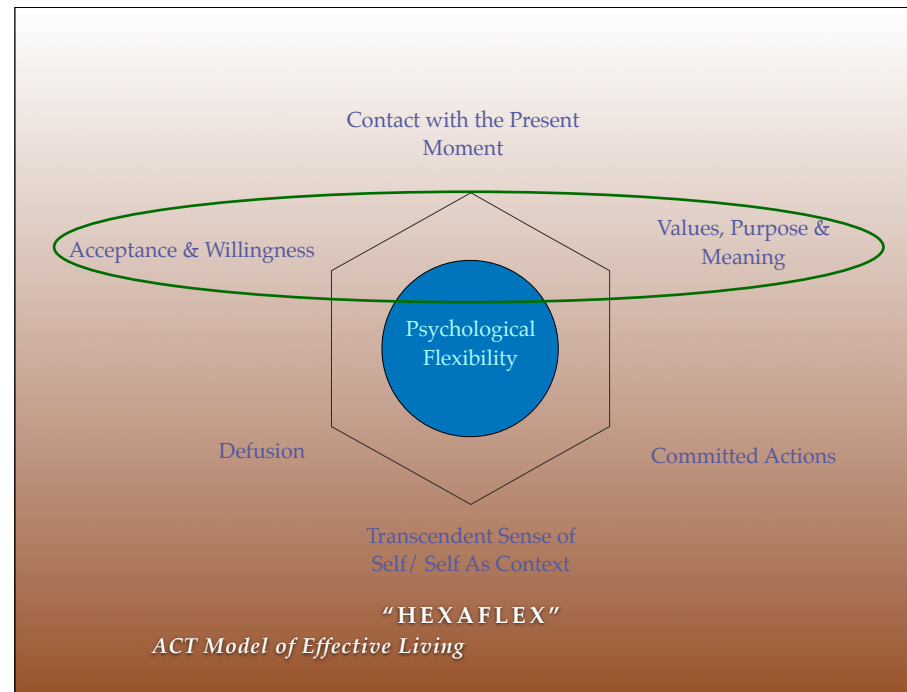 Contact with the Present
Moment
Acceptance & Willingness
Values, Purpose &
Meaning
Psychological
Flexibility
Defusion
Committed Actions
Transcendent Sense of
Self/ Self As Context
“HEXAFLEX”
ACT Model of Effective Living